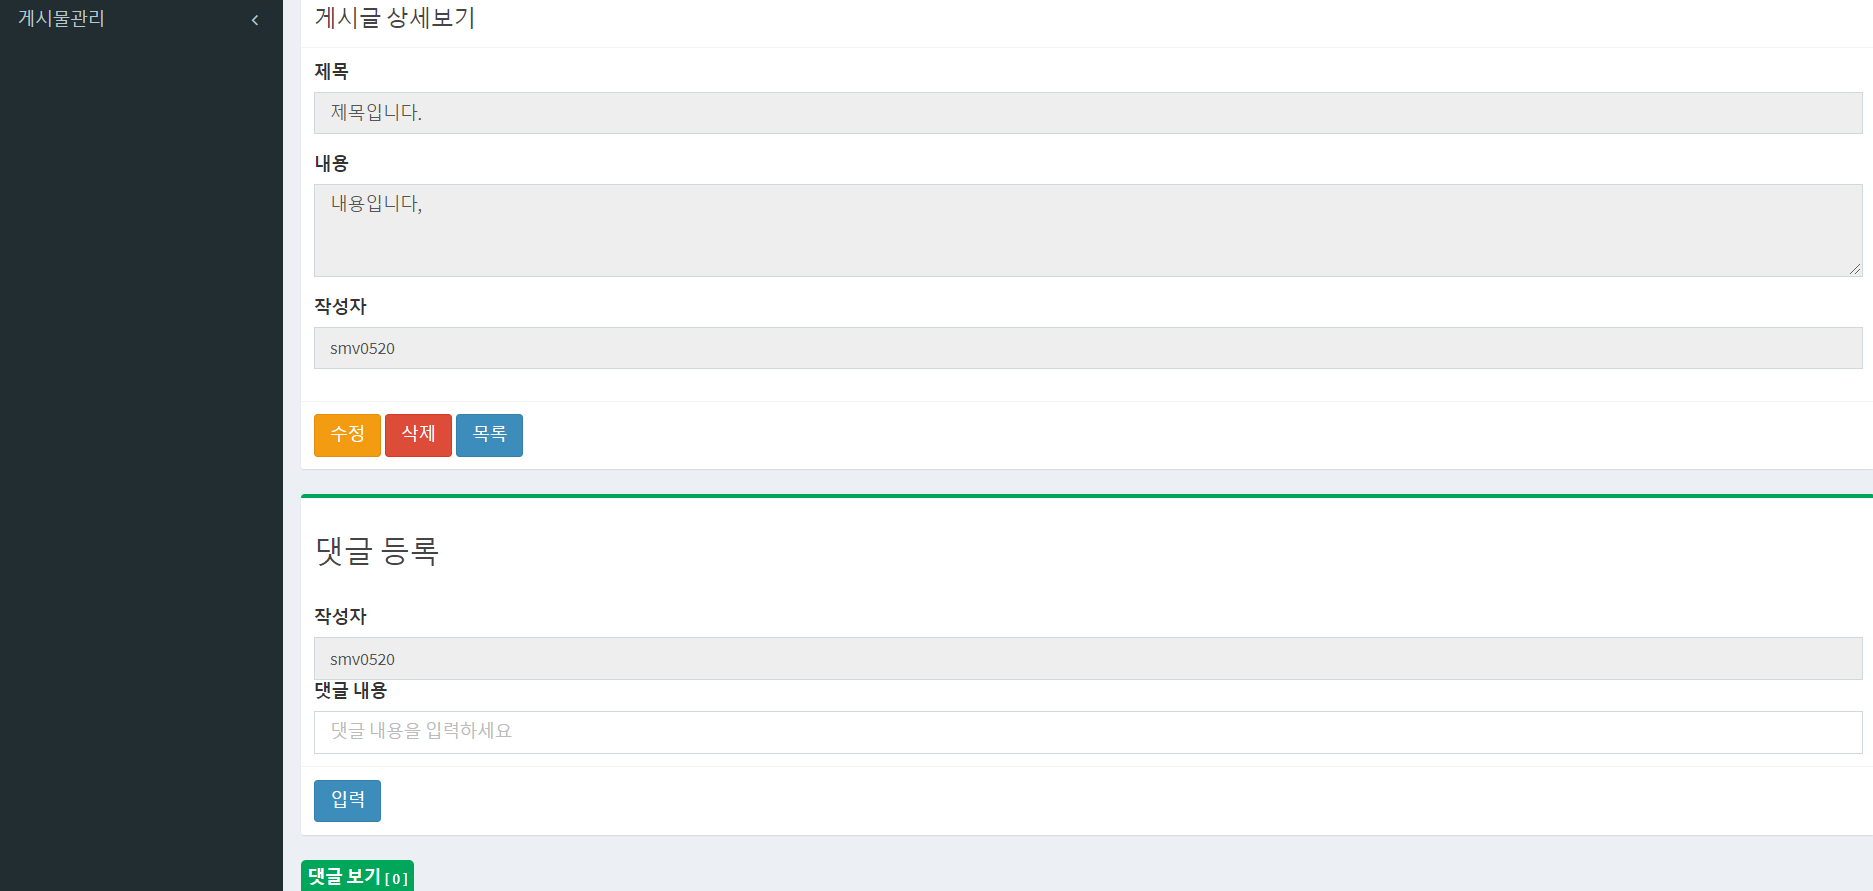 게시물관리
게시글 상세보기
제목
제목입니다.
내용
내용입니다,
작성자
smv0520
수정 삭제 목록
댓글 등록
작성자
smv0520
댓글 내용
댓글 내용을 입력하세요
입력
댓글 보기 [ 0 ]